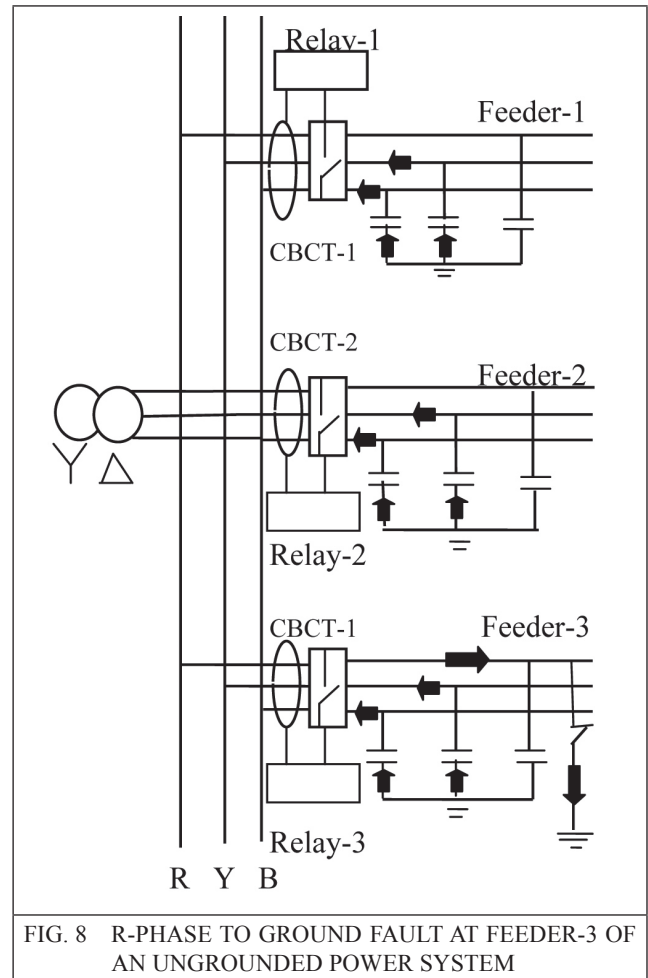 Relay-1
Feeder-1
CBCT-1
CBCT-2
Feeder-2
Relay-2
CBCT-1
Feeder-3
Relay-3
R Y B
FIG. 8 R-PHASE TO GROUND FAULT AT FEEDER-3 OF
AN UNGROUNDED POWER SYSTEM